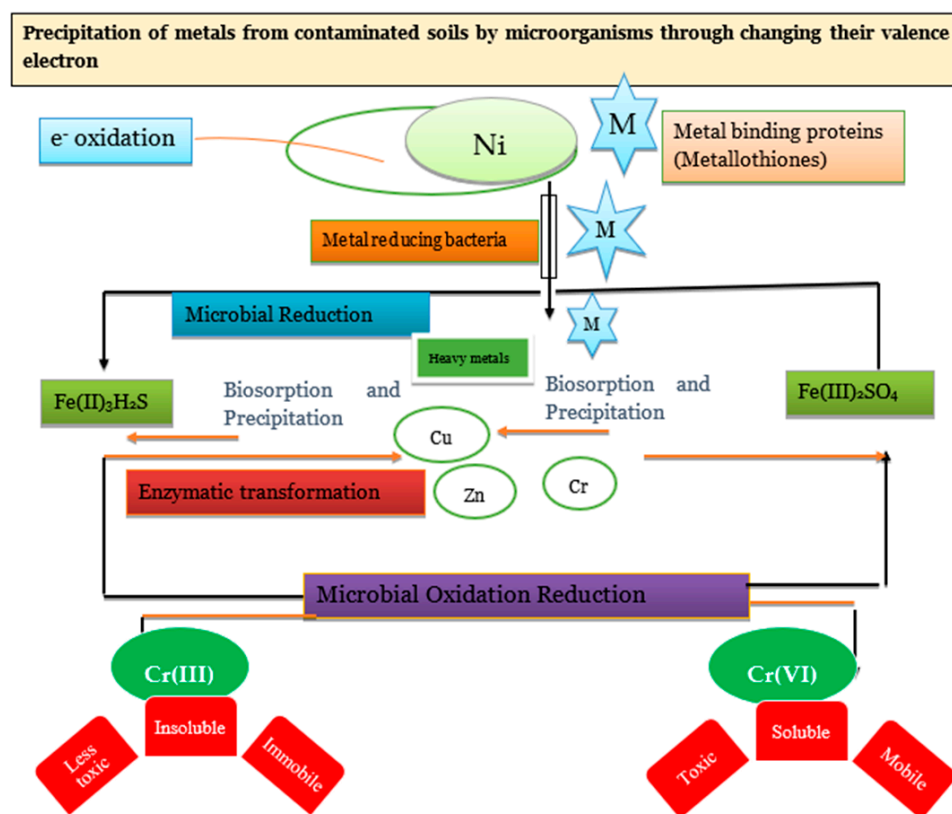 Precipitation of metals from contaminated soils by microorganisms through changing their valence
electron
e⁻ oxidation
Ni
M
Metal binding proteins
(Metallothiones)
Metal reducing bacteria
M
Microbial Reduction
M
Heavy metals
Fe(II)₃H₂S
Biosorption and
Precipitation
Biosorption and
Precipitation
Fe(III)₂SO₄
Cu
Enzymatic transformation
Zn
Cr
Microbial Oxidation Reduction
Cr(III)
Cr(VI)
Less
toxic
Insoluble
Immobile
Toxic
Soluble
Mobile